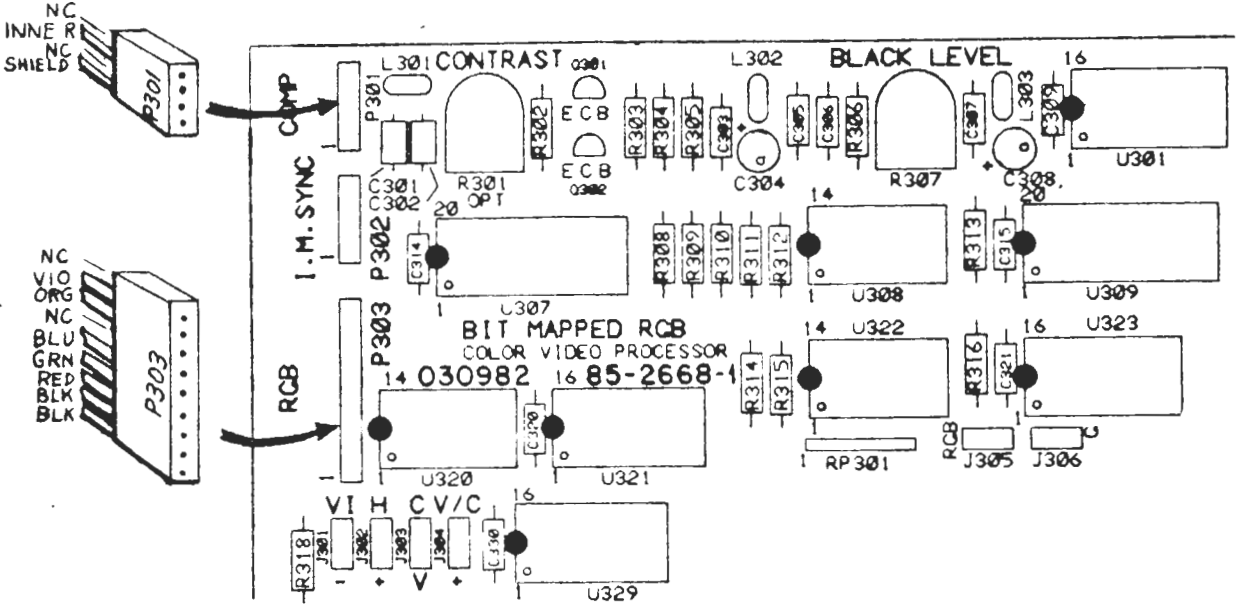 NC
INNER
NC
SHIELD
P301
COMP
P301
1
L301
CONTRAST
Q301
E C B
E C B
Q302
R302
R301
OPT
C301
C302
R303
R304
R305
C303
L302
+
C304
C305
C306
R306
BLACK LEVEL
R307
C307
L303
+
C308
C309
16
1
U301
I.M.SYNC
P302
C314
20
1
U307
R308
R309
R310
R311
R312
14
1
U308
R313
C315
20
1
U309
NC
VIO
ORG
NC
BLU
GRN
RED
BLK
BLK
P303
RGB
P303
1
BIT MAPPED RGB
COLOR VIDEO PROCESSOR
030982
85-2668-1
14
1
U320
C320
16
1
U321
R314
R315
14
1
U322
R316
C321
16
1
U323
1
RP301
RGB
J305
J306
C
VI H C V/C
R318
J301
J302
J303
J304
- + V +
C330
16
1
U329